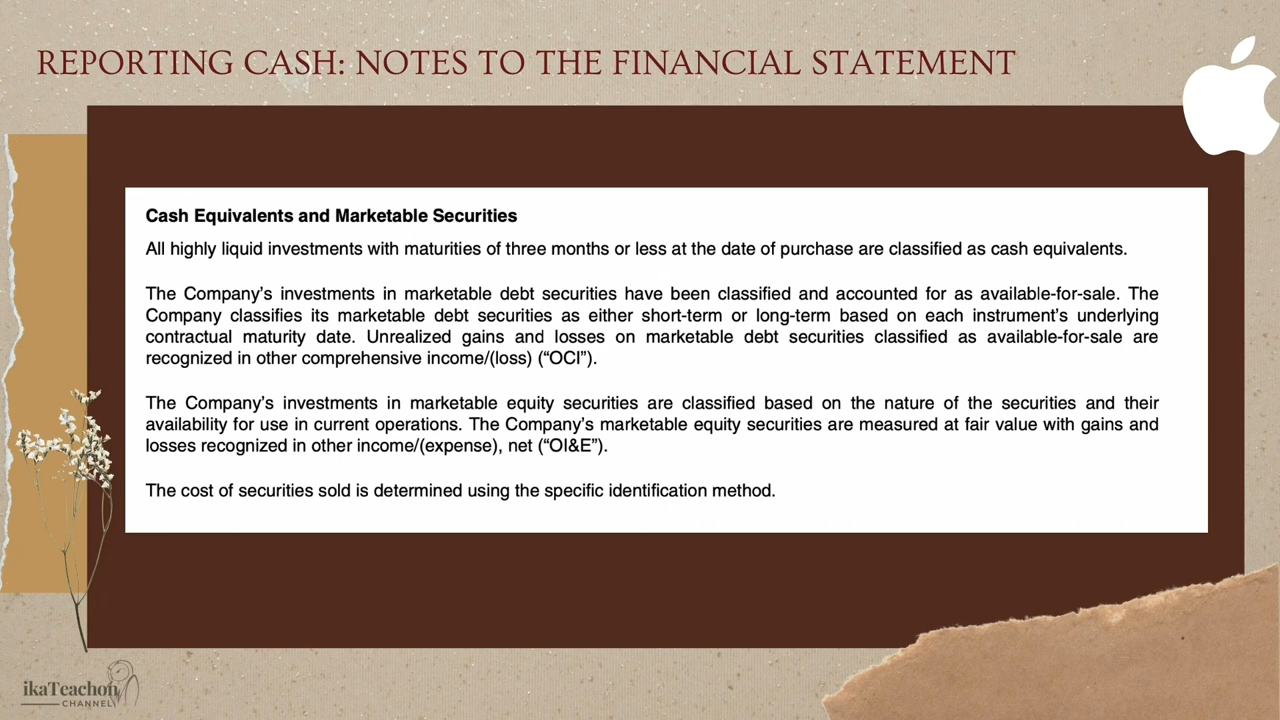 REPORTING CASH: NOTES TO THE FINANCIAL STATEMENT
Cash Equivalents and Marketable Securities
All highly liquid investments with maturities of three months or less at the date of purchase are classified as cash equivalents.
The Company’s investments in marketable debt securities have been classified and accounted for as available-for-sale. The
Company classifies its marketable debt securities as either short-term or long-term based on each instrument’s underlying
contractual maturity date. Unrealized gains and losses on marketable debt securities classified as available-for-sale are
recognized in other comprehensive income/(loss) (“OCI”).
The Company’s investments in marketable equity securities are classified based on the nature of the securities and their
availability for use in current operations. The Company’s marketable equity securities are measured at fair value with gains and
losses recognized in other income/(expense), net (“OI&E”).
The cost of securities sold is determined using the specific identification method.
ikaTeachon
CHANNEL